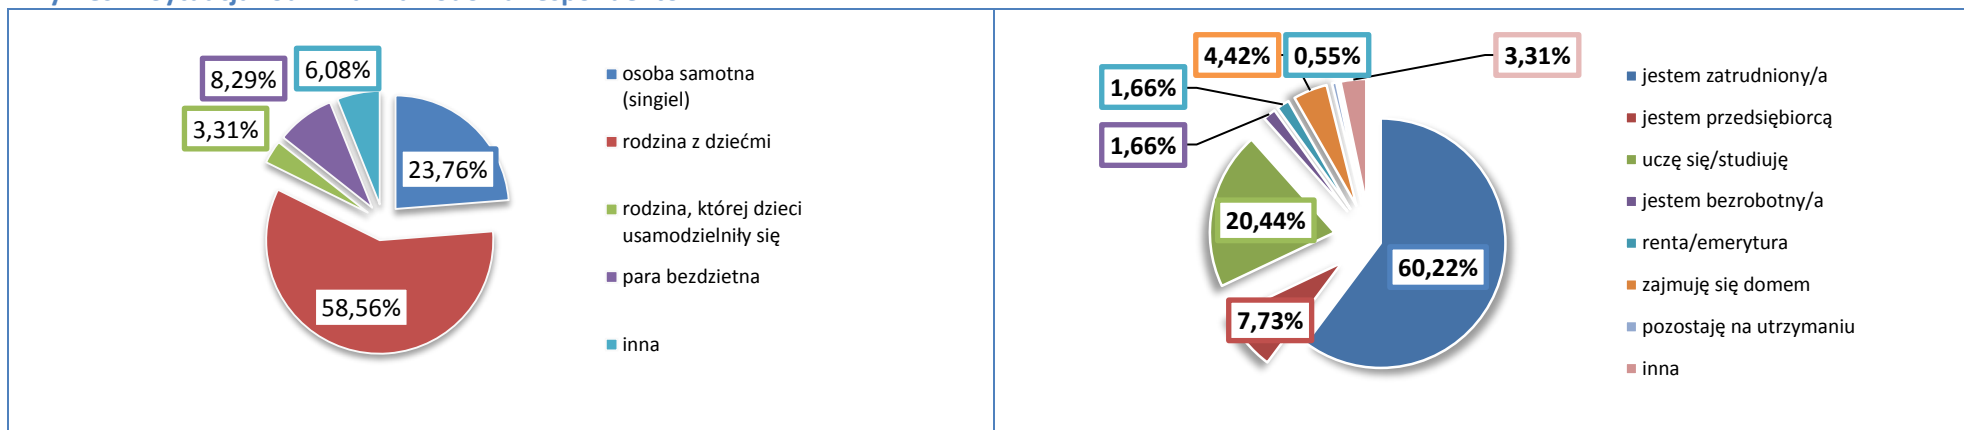 8,29%
6,08%
3,31%
23,76%
58,56%
osoba samotna
(singiel)
rodzina z dziećmi
rodzina, której dzieci
usamodzielniły się
para bezdzietna
inna
4,42%
0,55%
3,31%
1,66%
1,66%
20,44%
60,22%
7,73%
jestem zatrudniony/a
jestem przedsiębiorcą
uczę się/studiuję
jestem bezrobotny/a
renta/emerytura
zajmuję się domem
pozostaję na utrzymaniu
inna